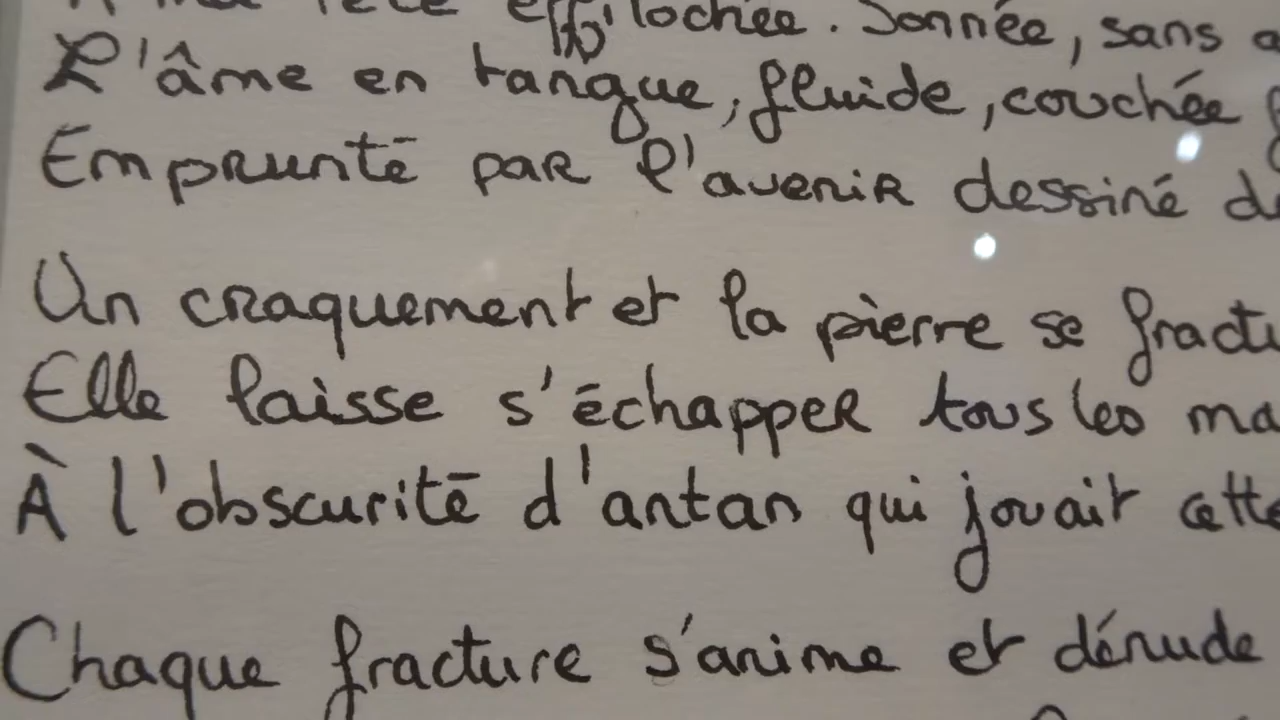 effilochée. Sonnée, sans
L'âme en tangue, fluide, couchée
Emprunté par l'avenir dessiné
Un craquement et la pierre se
Elle laisse s'échapper tous les
À l'obscurité d'antan qui jouait cette
Chaque fracture s'anime et dénude